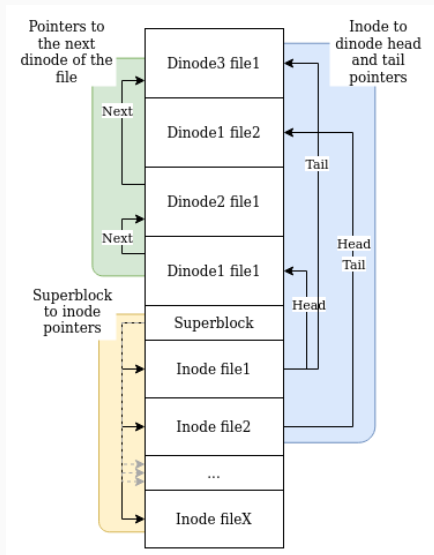 Pointers to
the next
dinode of the
file
Inode to
dinode head
and tail
pointers
Dinode3 file1
Next
Dinode1 file2
Tail
Dinode2 file1
Next
Head
Tail
Dinode1 file1
Superblock
to inode
pointers
Head
Superblock
Inode file1
Inode file2
...
Inode fileX